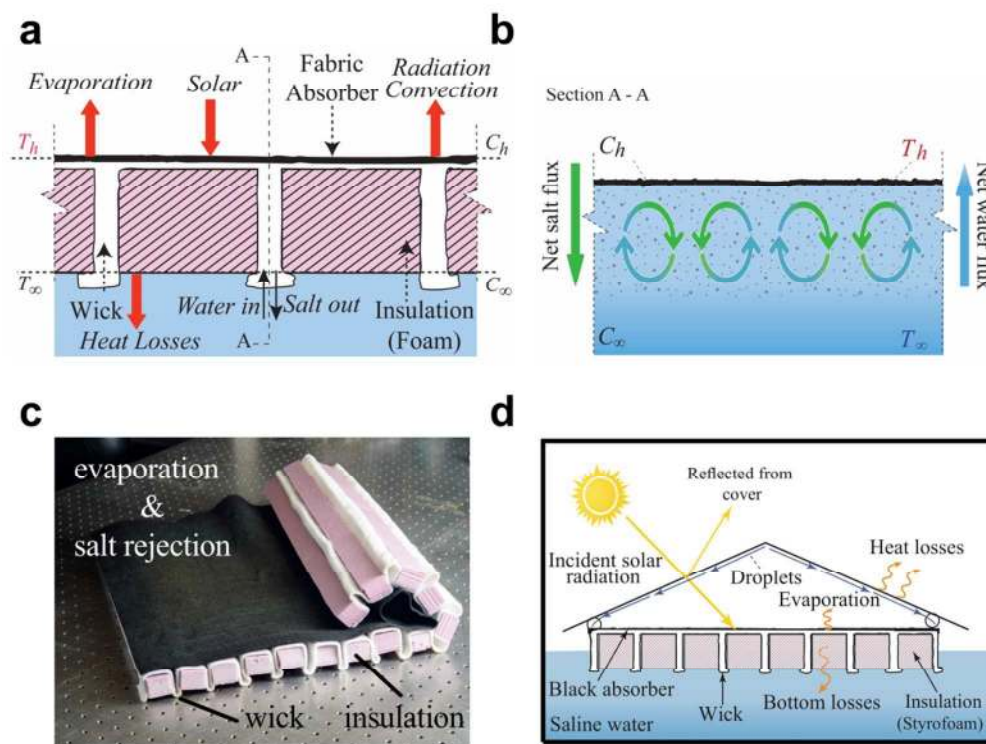 a
A
Evaporation
Solar
Fabric
Absorber
Radiation
Convection
T_h
C_h
T_∞
C_∞
Wick
Water in
Salt out
Insulation
(Foam)
Heat Losses
A
b
Section A - A
C_h
T_h
Net salt flux
Net water flux
C_∞
T_∞
c
evaporation
&
salt rejection
wick
insulation
d
Reflected from
cover
Incident solar
radiation
Droplets
Heat losses
Evaporation
Black absorber
Wick
Bottom losses
Insulation
(Styrofoam)
Saline water